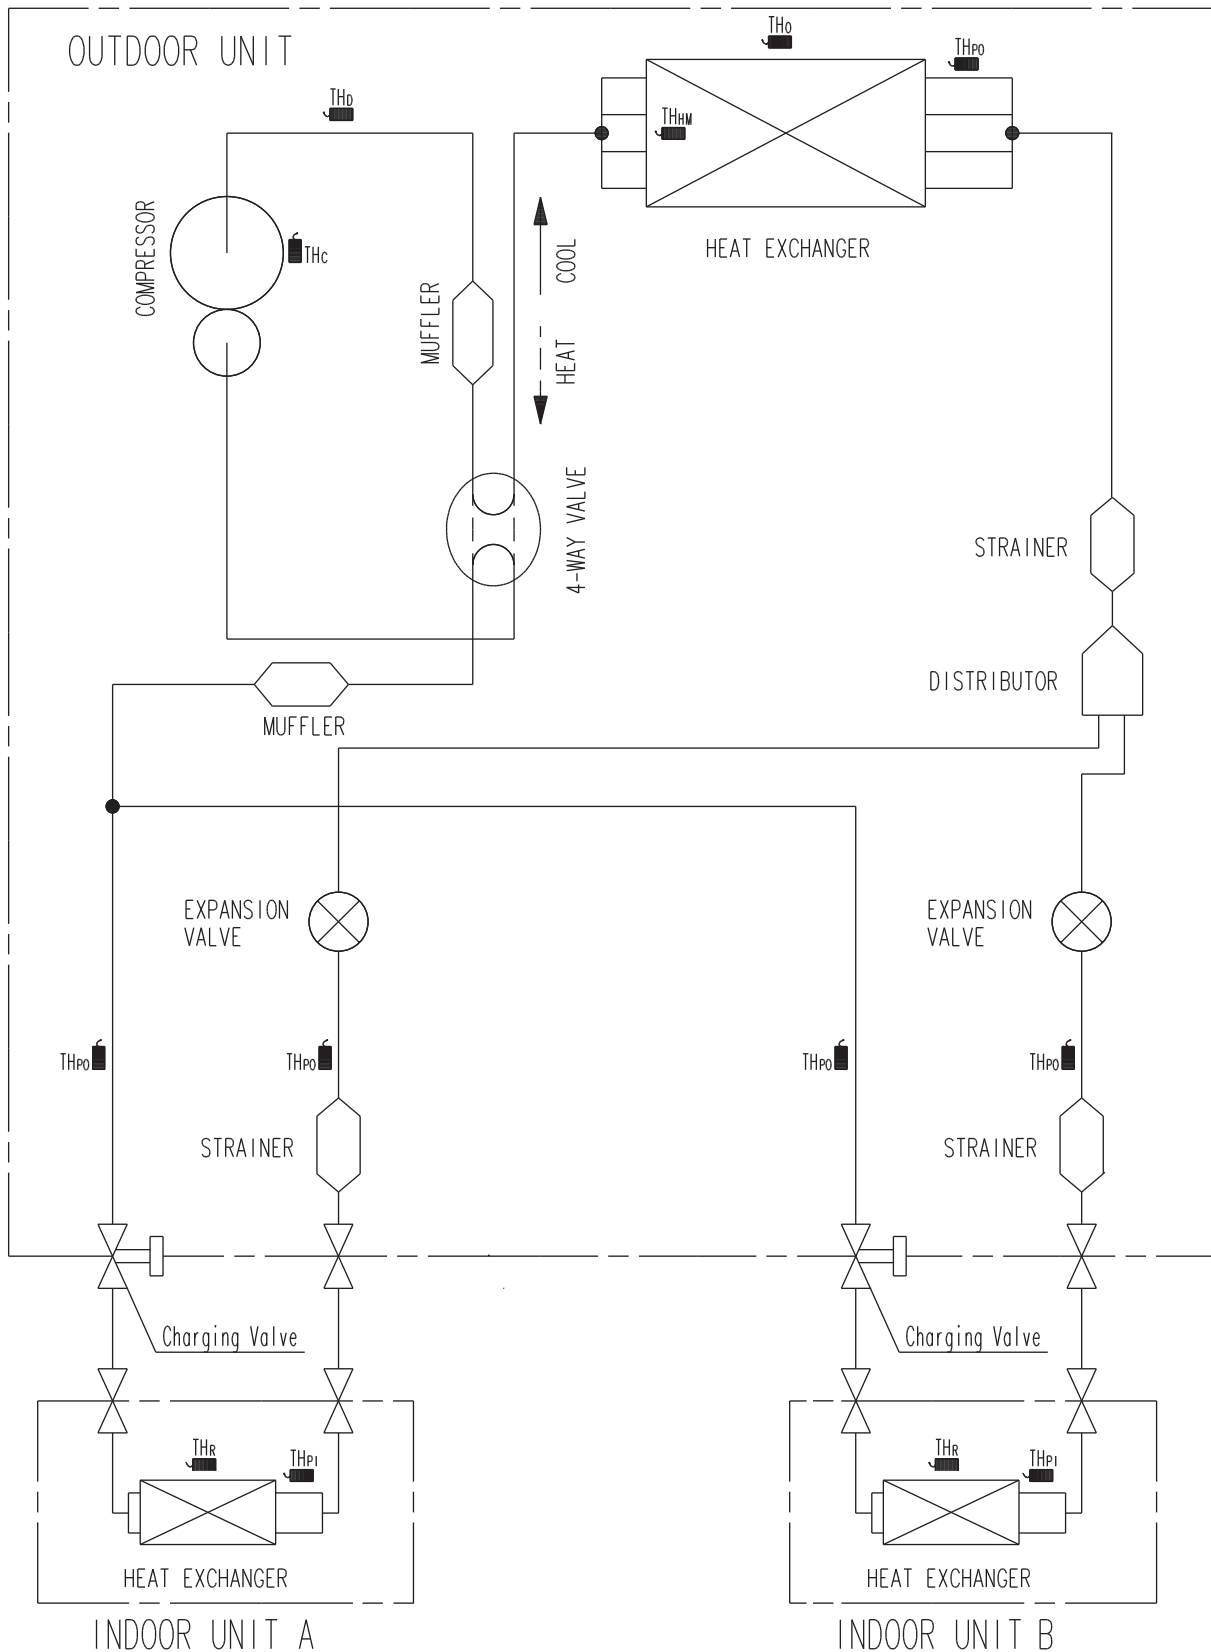 OUTDOOR UNIT
THO
THPO
THD
THHM
COMPRESSOR
THC
HEAT EXCHANGER
COOL
MUFFLER
HEAT
4-WAY VALVE
STRAINER
DISTRIBUTOR
MUFFLER
EXPANSION
VALVE
EXPANSION
VALVE
THPO
THPO
THPO
THPO
STRAINER
STRAINER
Charging Valve
Charging Valve
THR
THPI
THR
THPI
HEAT EXCHANGER
HEAT EXCHANGER
INDOOR UNIT A
INDOOR UNIT B